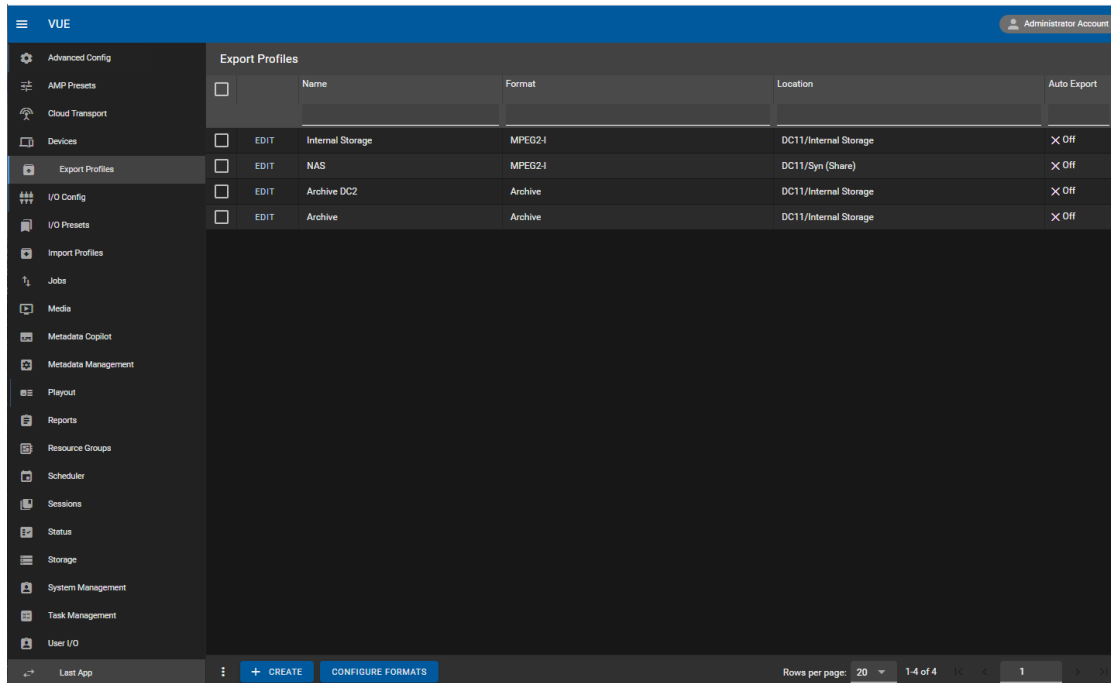 VUE
Administrator Account
Advanced Config
AMP Presets
Cloud Transport
Devices
Export Profiles
I/O Config
I/O Presets
Import Profiles
Jobs
Media
Metadata Copilot
Metadata Management
Playout
Reports
Resource Groups
Scheduler
Sessions
Status
Storage
System Management
Task Management
User I/O
Last App
Export Profiles
Name Format Location Auto Export
EDIT Internal Storage MPEG2-I DC11/Internal Storage Off
EDIT NAS MPEG2-I DC11/Syn (Share) Off
EDIT Archive DC2 Archive DC11/Internal Storage Off
EDIT Archive Archive DC11/Internal Storage Off
+ CREATE CONFIGURE FORMATS Rows per page: 20 1-4 of 4 1